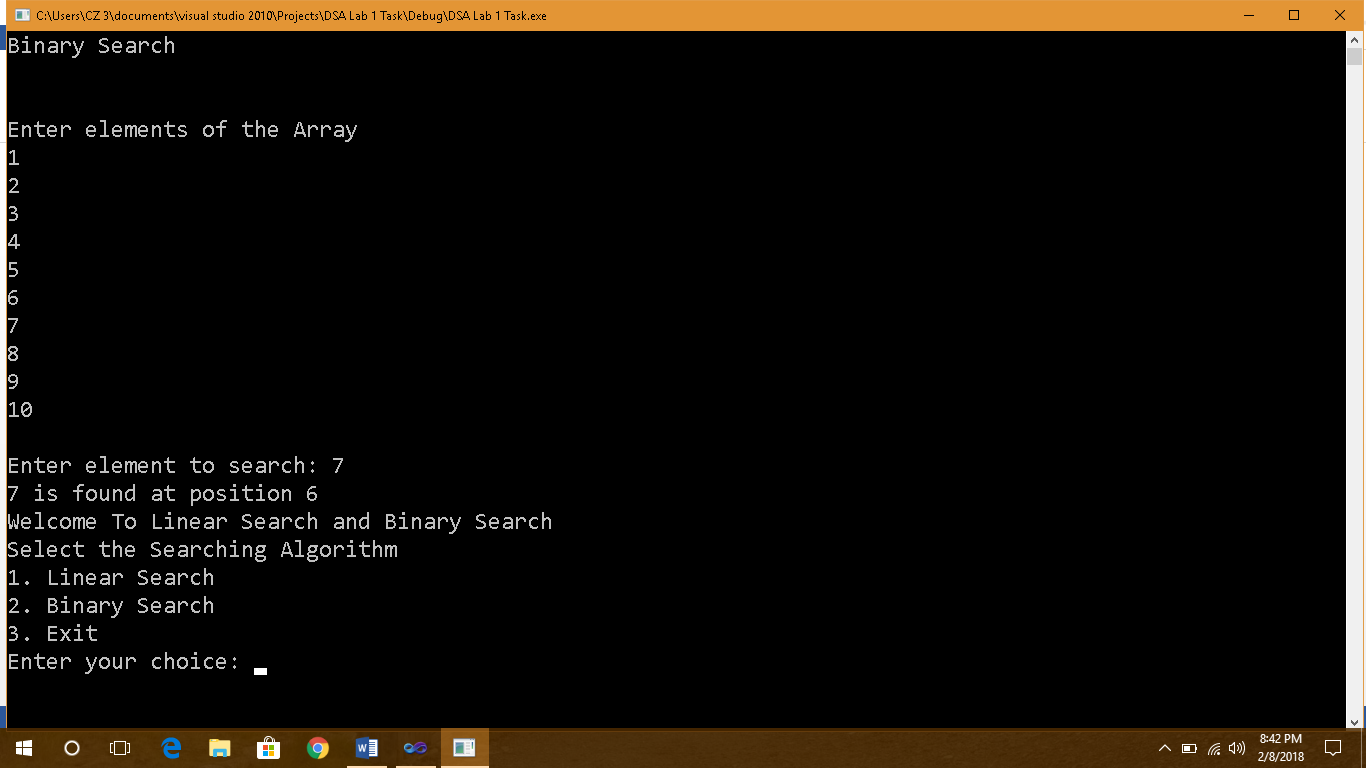 C:\Users\CZ 3\documents\visual studio 2010\Projects\DSA Lab 1 Task\Debug\DSA Lab 1 Task.exe
Binary Search
Enter elements of the Array
1
2
3
4
5
6
7
8
9
10
Enter element to search: 7
7 is found at position 6
Welcome To Linear Search and Binary Search
Select the Searching Algorithm
1. Linear Search
2. Binary Search
3. Exit
Enter your choice:
8:42 PM
2/8/2018